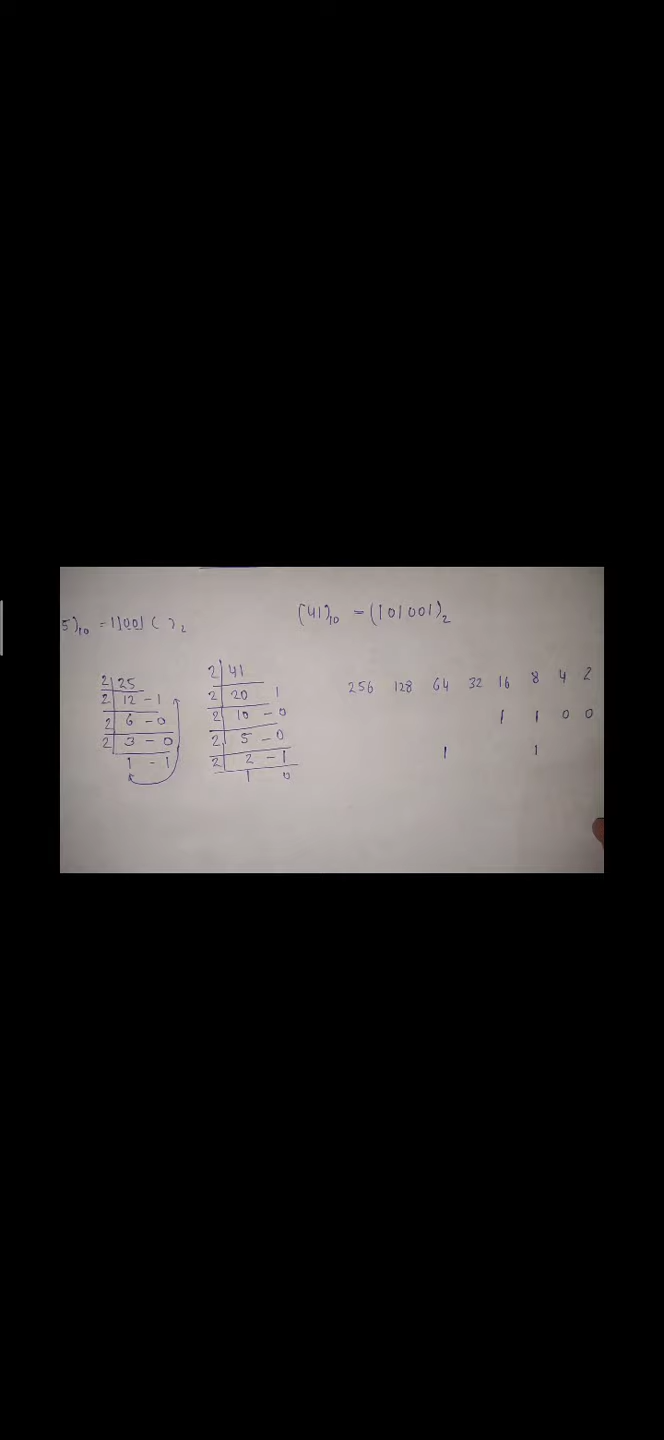 5)₁₀ = 11001 ( )₂
(41)₁₀ = (101001)₂
2 25
2 12 - 1
2 6 - 0
2 3 - 0
1 - 1
2 41
2 20 1
2 10 - 0
2 5 - 0
2 2 - 1
1 0
256 128 64 32 16 8 4 2
1 1 0 0
1 1